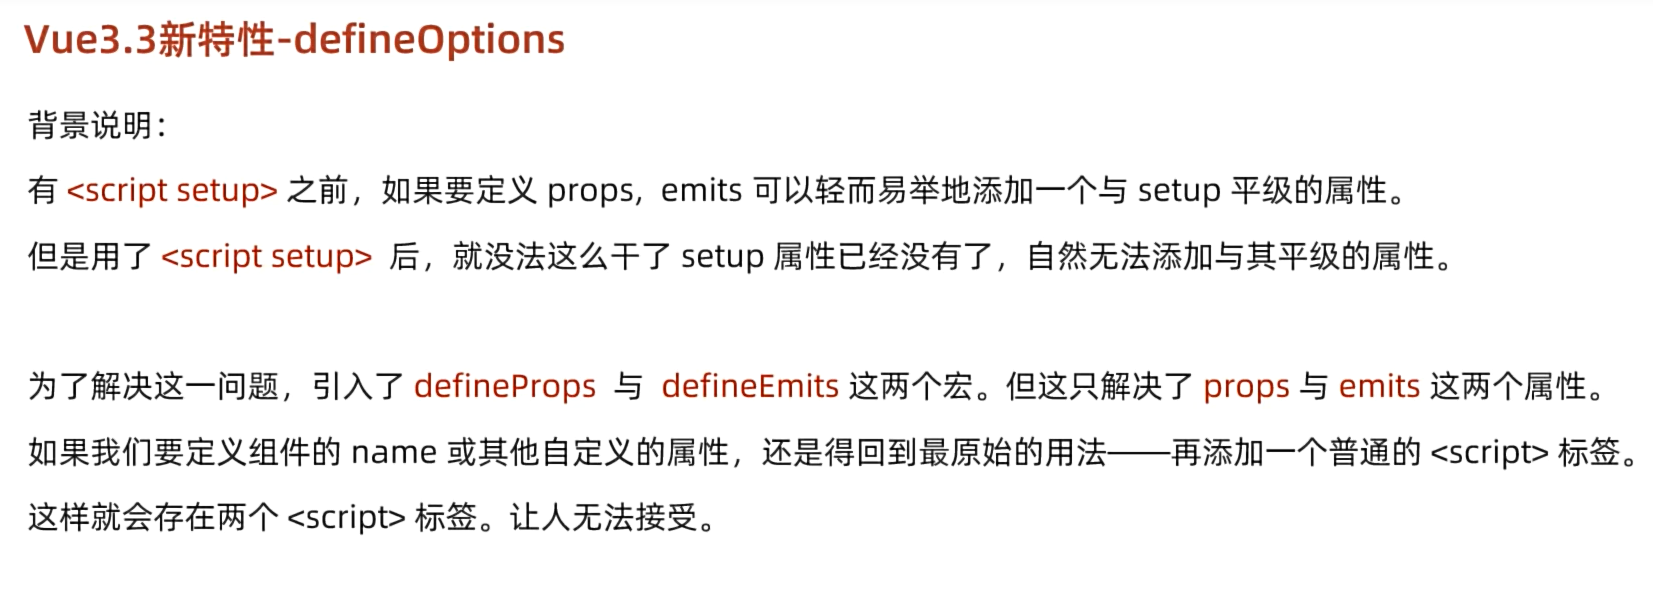 Vue3.3新特性-defineOptions
背景说明：
有 <script setup> 之前，如果要定义 props, emits 可以轻而易举地添加一个与 setup 平级的属性。
但是用了 <script setup> 后，就没法这么干了 setup 属性已经没有了，自然无法添加与其平级的属性。
为了解决这一问题，引入了 defineProps 与 defineEmits 这两个宏。但这只解决了 props 与 emits 这两个属性。
如果我们要定义组件的 name 或其他自定义的属性，还是得回到最原始的用法——再添加一个普通的 <script> 标签。
这样就会存在两个 <script> 标签。让人无法接受。